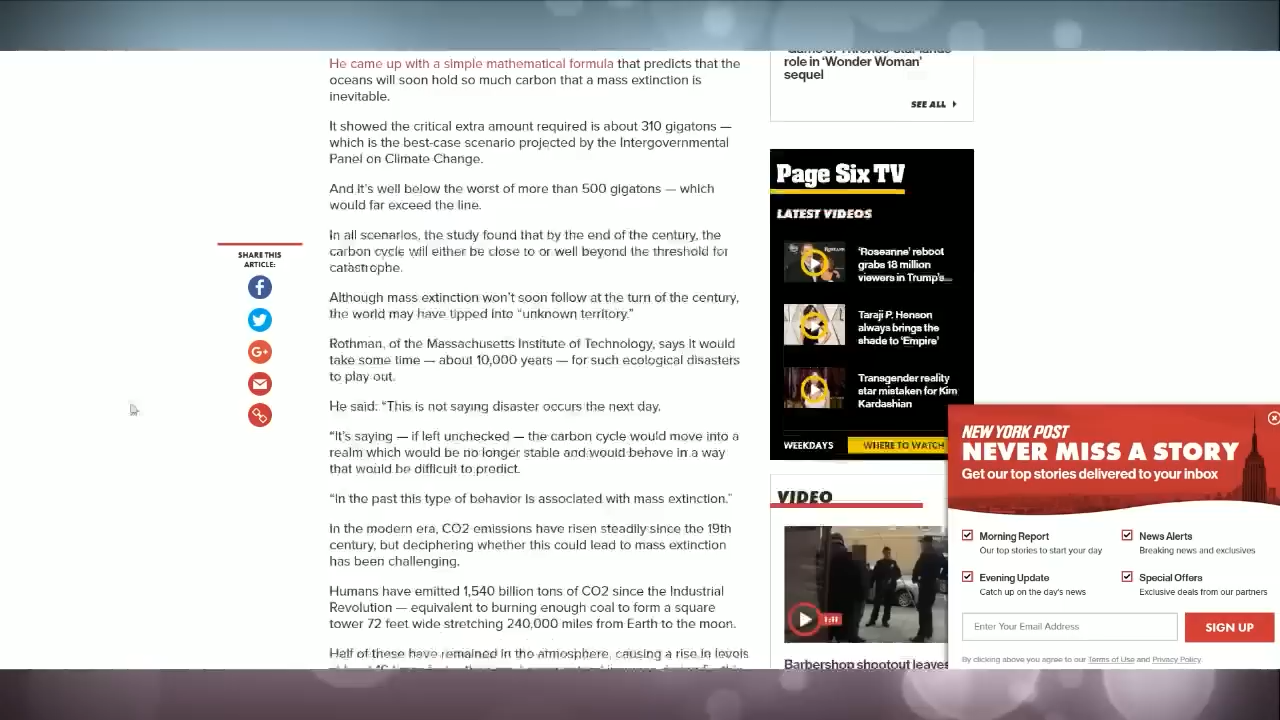 He came up with a simple mathematical formula that predicts that the
oceans will soon hold so much carbon that a mass extinction is
inevitable.
It showed the critical extra amount required is about 310 gigatons —
which is the best-case scenario projected by the Intergovernmental
Panel on Climate Change.
And it's well below the worst of more than 500 gigatons — which
would far exceed the line.
In all scenarios, the study found that by the end of the century, the
carbon cycle will either be close to or well beyond the threshold for
catastrophe.
Although mass extinction won't soon follow at the turn of the century,
the world may have tipped into “unknown territory.”
Rothman, of the Massachusetts Institute of Technology, says it would
take some time — about 10,000 years — for such ecological disasters
to play out.
He said: “This is not saying disaster occurs the next day.
“It's saying — if left unchecked — the carbon cycle would move into a
realm which would be no longer stable and would behave in a way
that would be difficult to predict.
“In the past this type of behavior is associated with mass extinction.”
In the modern era, CO2 emissions have risen steadily since the 19th
century, but deciphering whether this could lead to mass extinction
has been challenging.
Humans have emitted 1,540 billion tons of CO2 since the Industrial
Revolution — equivalent to burning enough coal to form a square
tower 72 feet wide stretching 240,000 miles from Earth to the moon.
Half of these have remained in the atmosphere, causing a rise in levels
SHARE THIS
ARTICLE:
'Game of Thrones' star lands
role in 'Wonder Woman'
sequel
SEE ALL
Page Six TV
LATEST VIDEOS
'Roseanne' reboot
grabs 18 million
viewers in Trump's...
Taraji P. Henson
always brings the
shade to 'Empire'
Transgender reality
star mistaken for Kim
Kardashian
WEEKDAYS
WHERE TO WATCH
VIDEO
1:11
Barbershop shootout leaves
NEW YORK POST
NEVER MISS A STORY
Get our top stories delivered to your inbox
Morning Report
Our top stories to start your day
News Alerts
Breaking news and exclusives
Evening Update
Catch up on the day's news
Special Offers
Exclusive deals from our partners
Enter Your Email Address
SIGN UP
By clicking above you agree to our Terms of Use and Privacy Policy.